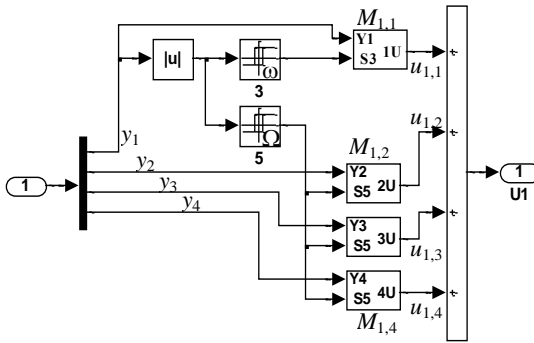 M1,1
Y1 1U
S3
|u|
ω
3
u1,1
+
Ω
5
u1,2
+
y1
M1,2
y2
Y2
2U
S5
1
y3
1
U1
y4
Y3
3U
S5
u1,3
+
Y4
4U
S5
+
M1,4
u1,4